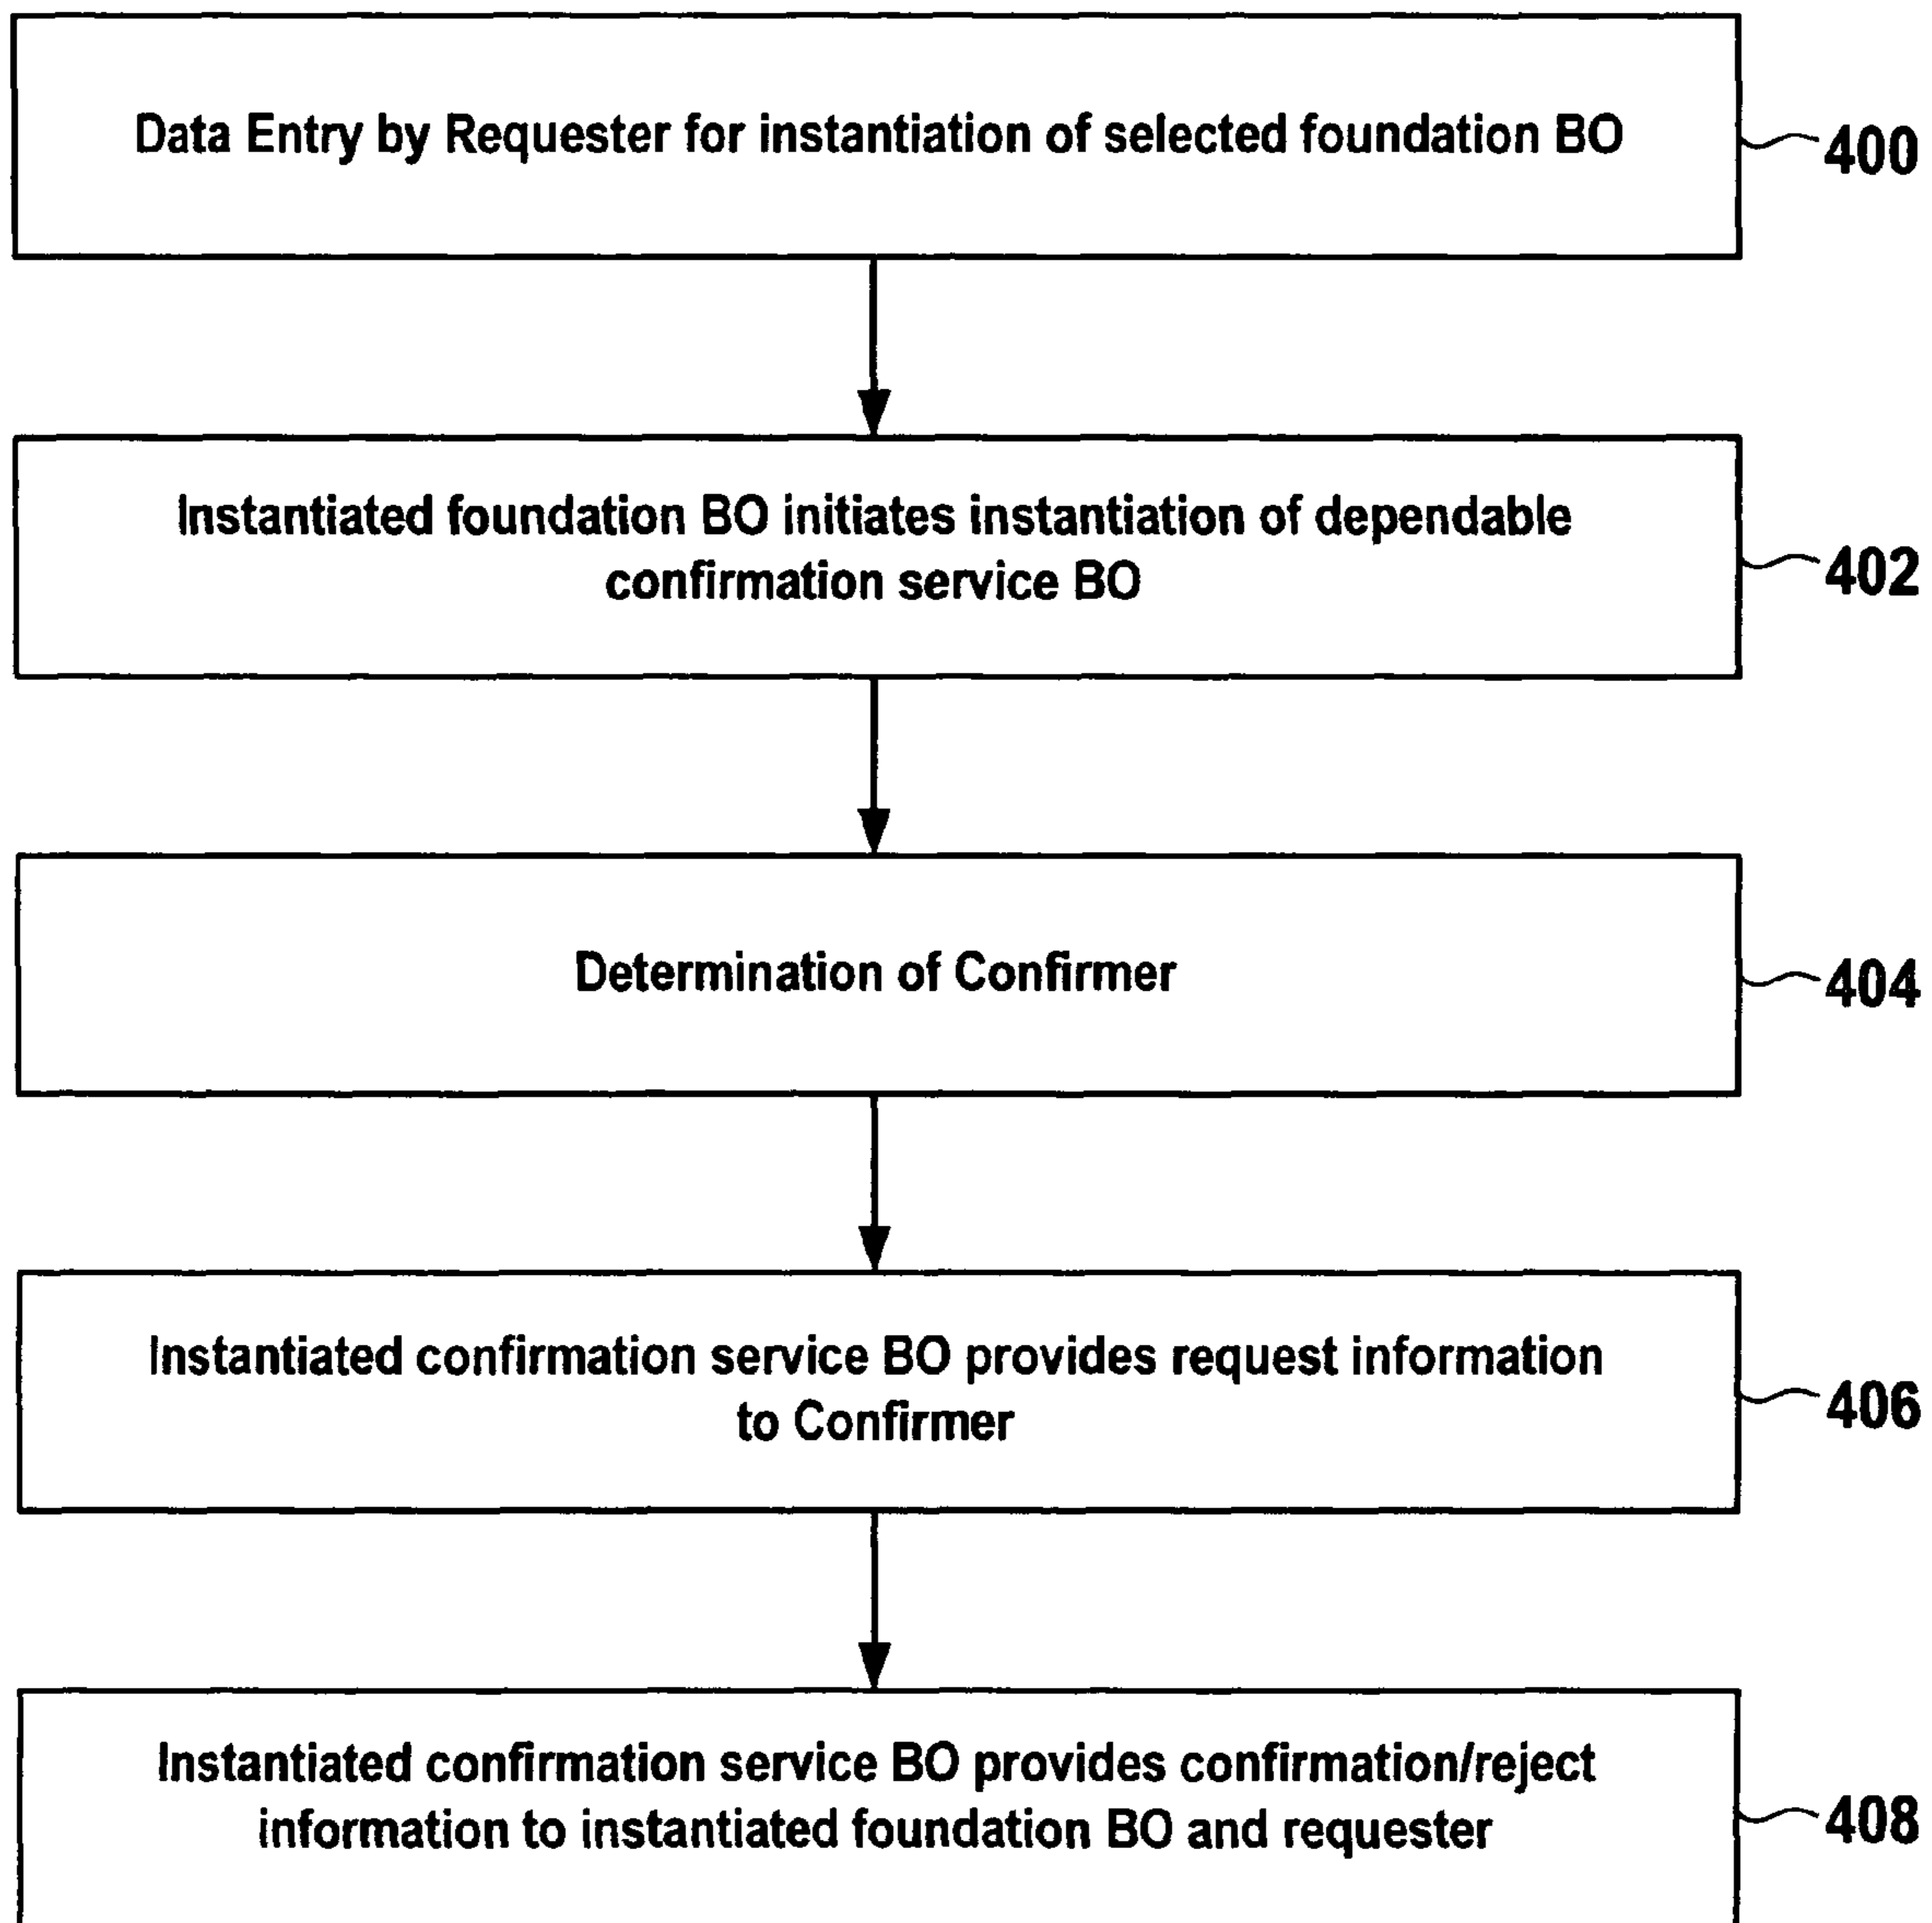 Data Entry by Requester for instantiation of selected foundation BO
400
Instantiated foundation BO initiates instantiation of dependable
confirmation service BO
402
Determination of Confirmer
404
Instantiated confirmation service BO provides request information
to Confirmer
406
Instantiated confirmation service BO provides confirmation/reject
information to instantiated foundation BO and requester
408